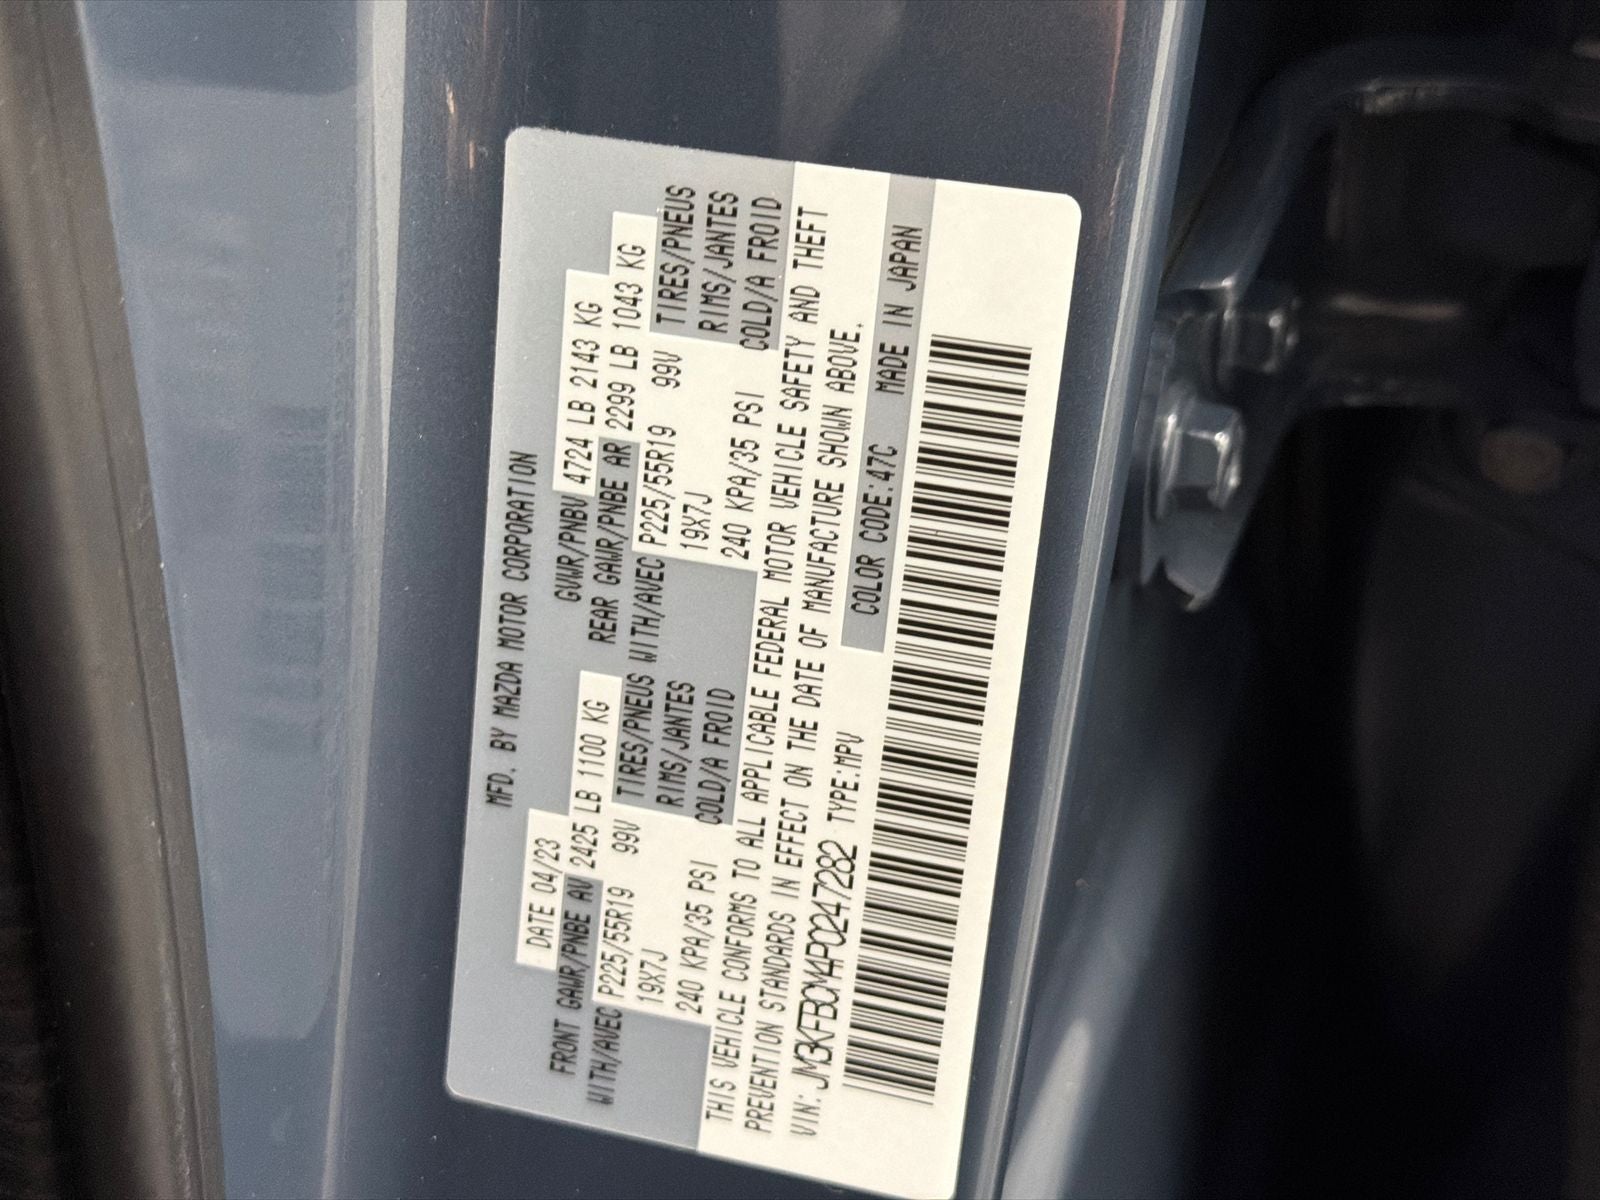 MFD. BY MAZDA MOTOR CORPORATION
DATE 04/23 GVWR/PNBV 4724 LB 2143 KG
FRONT GAWR/PNBE AV 2425 LB 1100 KG REAR GAWR/PNBE AR 2299 LB 1043 KG
WITH/AVEC P225/55R19 99V TIRES/PNEUS WITH/AVEC P225/55R19 99V TIRES/PNEUS
19X7J RIMS/JANTES 19X7J RIMS/JANTES
240 KPA/35 PSI COLD/A FROID 240 KPA/35 PSI COLD/A FROID
THIS VEHICLE CONFORMS TO ALL APPLICABLE FEDERAL MOTOR VEHICLE SAFETY AND THEFT
PREVENTION STANDARDS IN EFFECT ON THE DATE OF MANUFACTURE SHOWN ABOVE.
VIN: JM3KFBCM4P0247282 TYPE:MPV COLOR CODE:47C MADE IN JAPAN